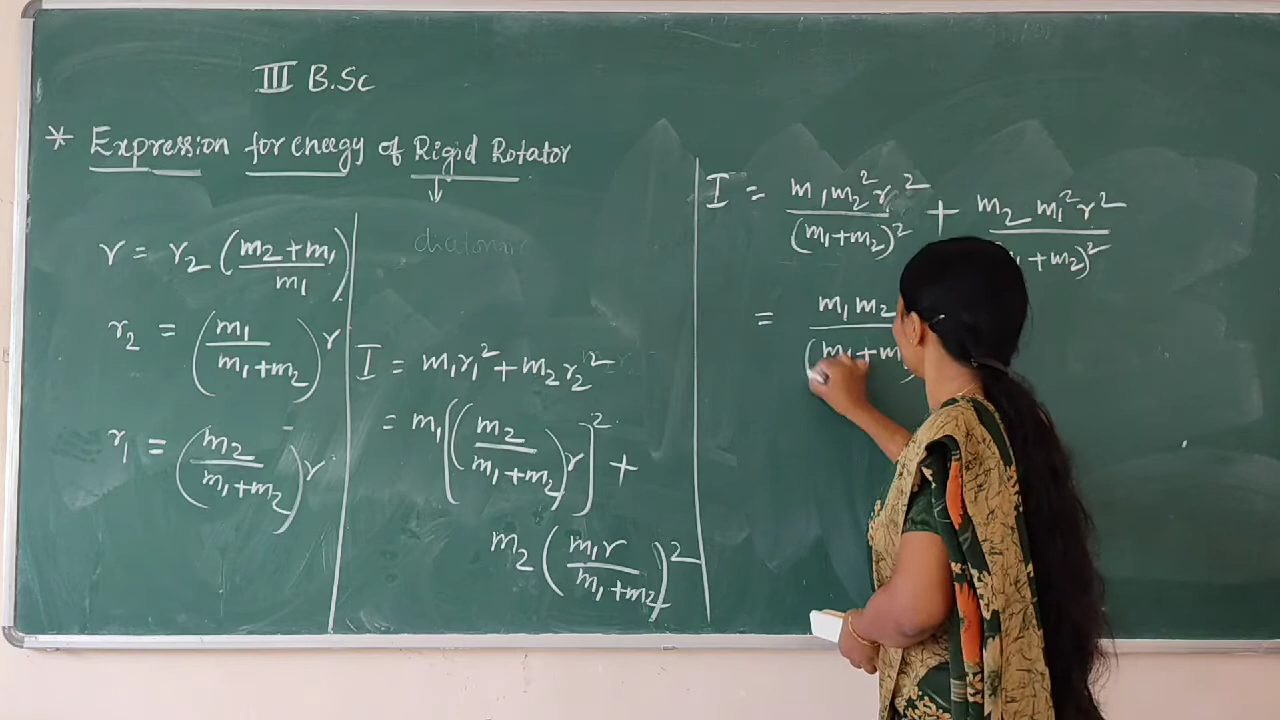 III B.Sc
* Expression for energy of Rigid Rotator
↓
diatomic
r = r₂ ((m₂ + m₁)/m₁)
r₂ = (m₁/(m₁ + m₂)) r
r₁ = (m₂/(m₁ + m₂)) r
I = m₁r₁² + m₂r₂²
= m₁[(m₂/(m₁ + m₂)) r]² +
m₂ (m₁r/(m₁ + m₂))²
I = m₁m₂²r²/(m₁ + m₂)² + m₂m₁²r²/(m₁ + m₂)²
= m₁m₂/(m₁ + m